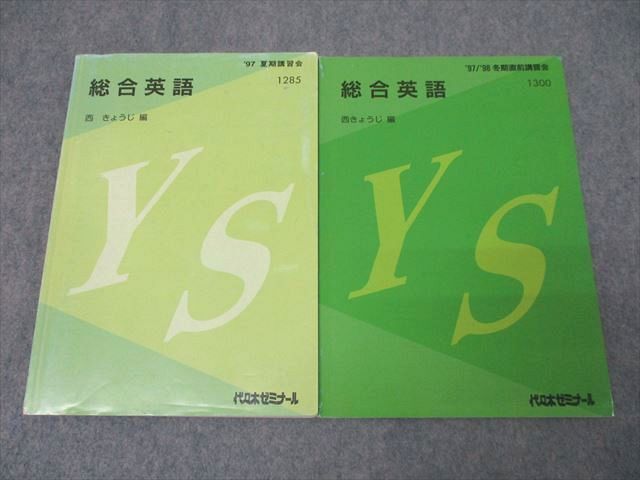 '97 夏期講習会
総合英語
1285
西 きょうじ 編
YS
代々木ゼミナール
'97/'98 冬期直前講習会
総合英語
1300
西きょうじ 編
YS
代々木ゼミナール